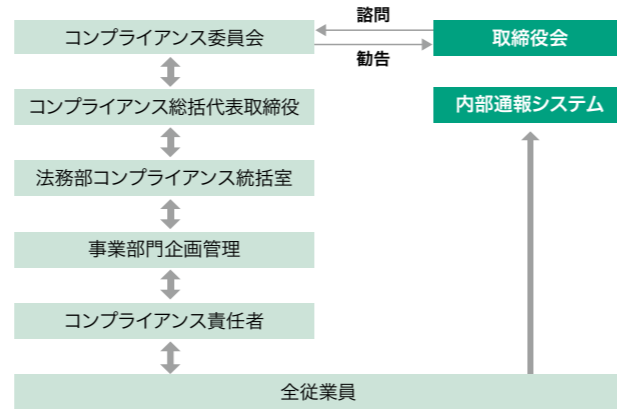 諮問
コンプライアンス委員会
取締役会
勧告
コンプライアンス総括代表取締役
内部通報システム
法務部コンプライアンス統括室
事業部門企画管理
コンプライアンス責任者
全従業員